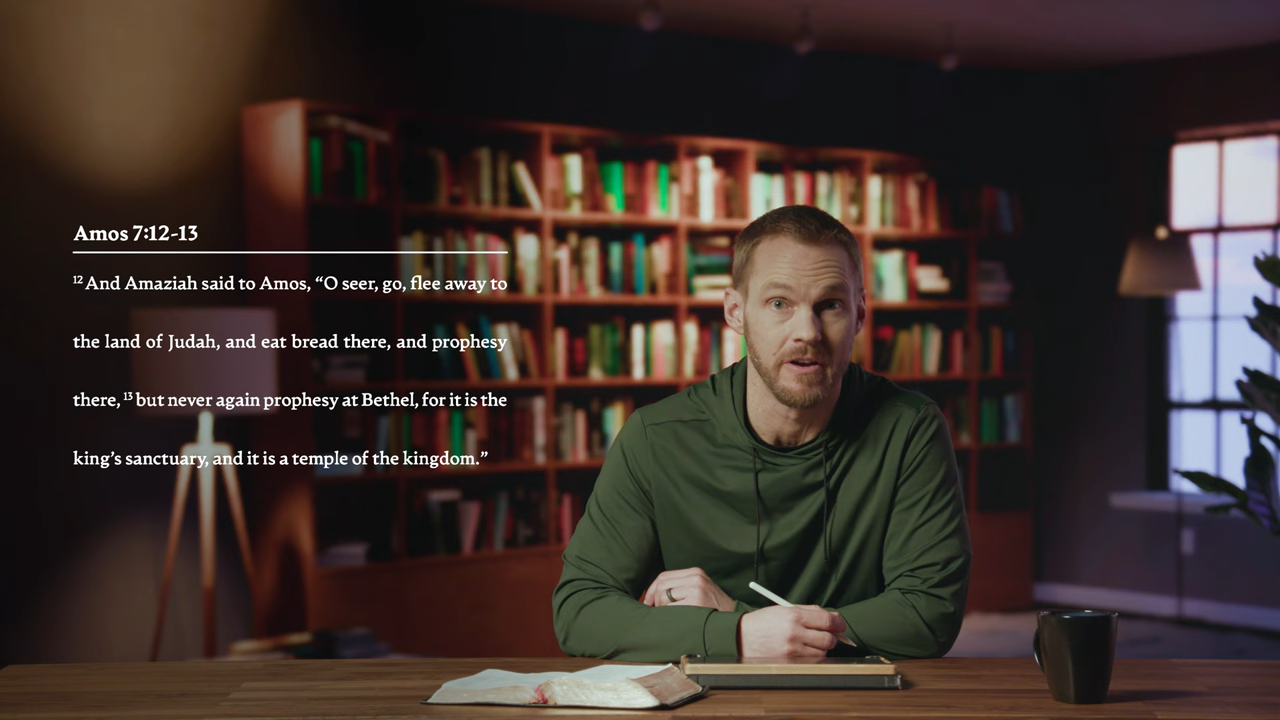 Amos 7:12-13
¹²And Amaziah said to Amos, “O seer, go, flee away to
the land of Judah, and eat bread there, and prophesy
there, ¹³ but never again prophesy at Bethel, for it is the
king’s sanctuary, and it is a temple of the kingdom.”